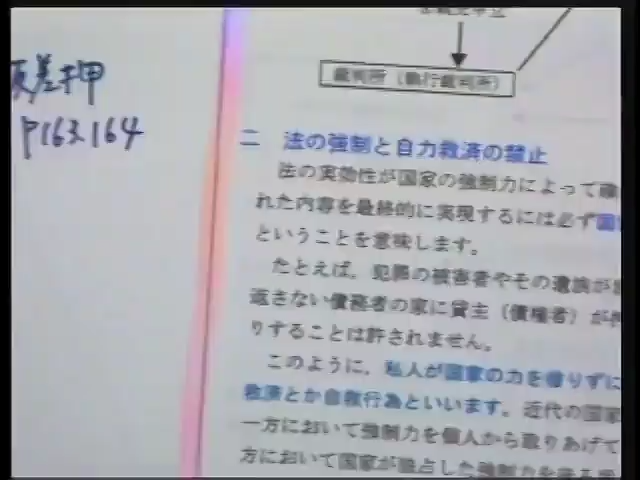 仮差押
P163.164
裁判所（執行裁判所）
二 法の強制と自力救済の禁止
法の実効性が国家の強制力によって確
れた内容を最終的に実現するには必ず国
ということを意味します。
たとえば、犯罪の被害者やその遺族が
返さない債務者の家に貸主（債権者）が
りすることは許されません。
このように、私人が国家の力を借りずに
救済とか自救行為といいます。近代の国家
一方において強制力を個人から取りあげて
方において国家が独占した強制力を